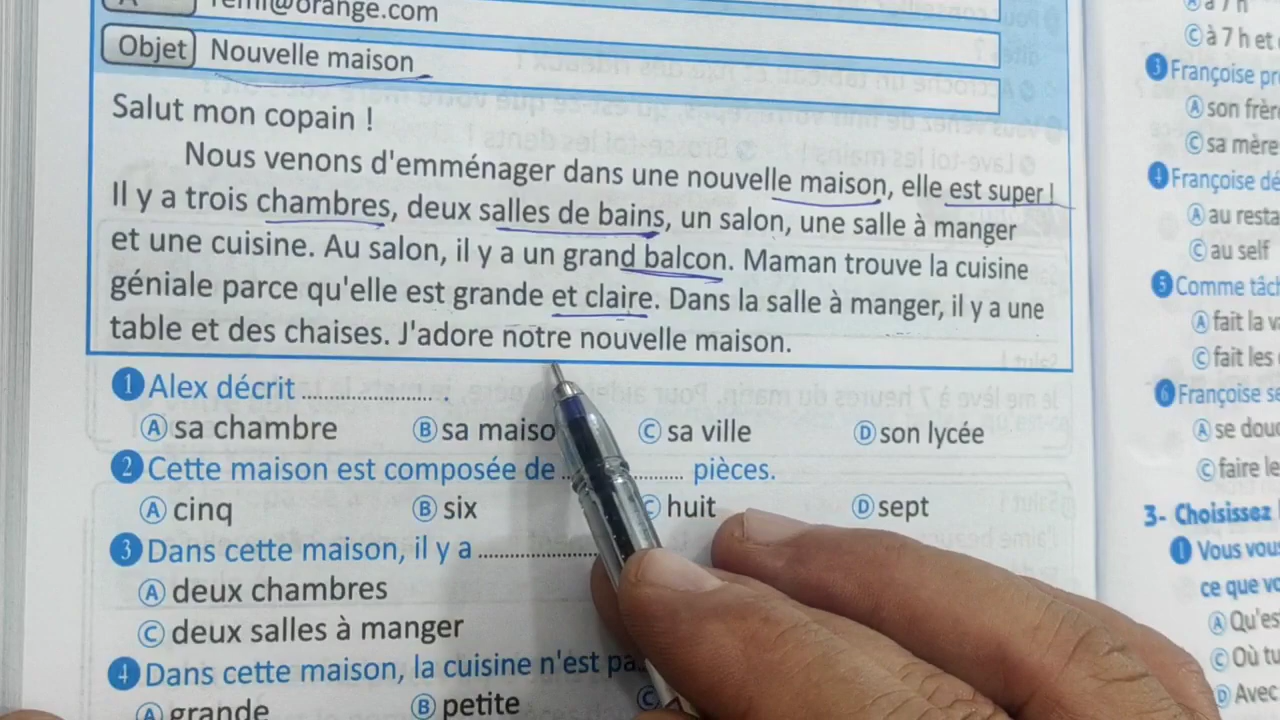 remi@orange.com
Objet Nouvelle maison
Salut mon copain !
Nous venons d'emménager dans une nouvelle maison, elle est super !
Il y a trois chambres, deux salles de bains, un salon, une salle à manger
et une cuisine. Au salon, il y a un grand balcon. Maman trouve la cuisine
géniale parce qu'elle est grande et claire. Dans la salle à manger, il y a une
table et des chaises. J'adore notre nouvelle maison.
1 Alex décrit .................... .
A sa chambre B sa maiso C sa ville D son lycée
2 Cette maison est composée de .................... pièces.
A cinq B six C huit D sept
3 Dans cette maison, il y a ....................
A deux chambres
C deux salles à manger
4 Dans cette maison, la cuisine n'est pa
A grande B petite C
A à 7 h
C à 7 h et
3 Françoise pr
A son frère
C sa mère
4 Françoise dé
A au resta
C au self
5 Comme tâch
A fait la v
C fait les
6 Françoise se
A se douc
C faire le
3- Choisissez
1 Vous vous
ce que vo
A Qu'es
C Où tu
D Avec